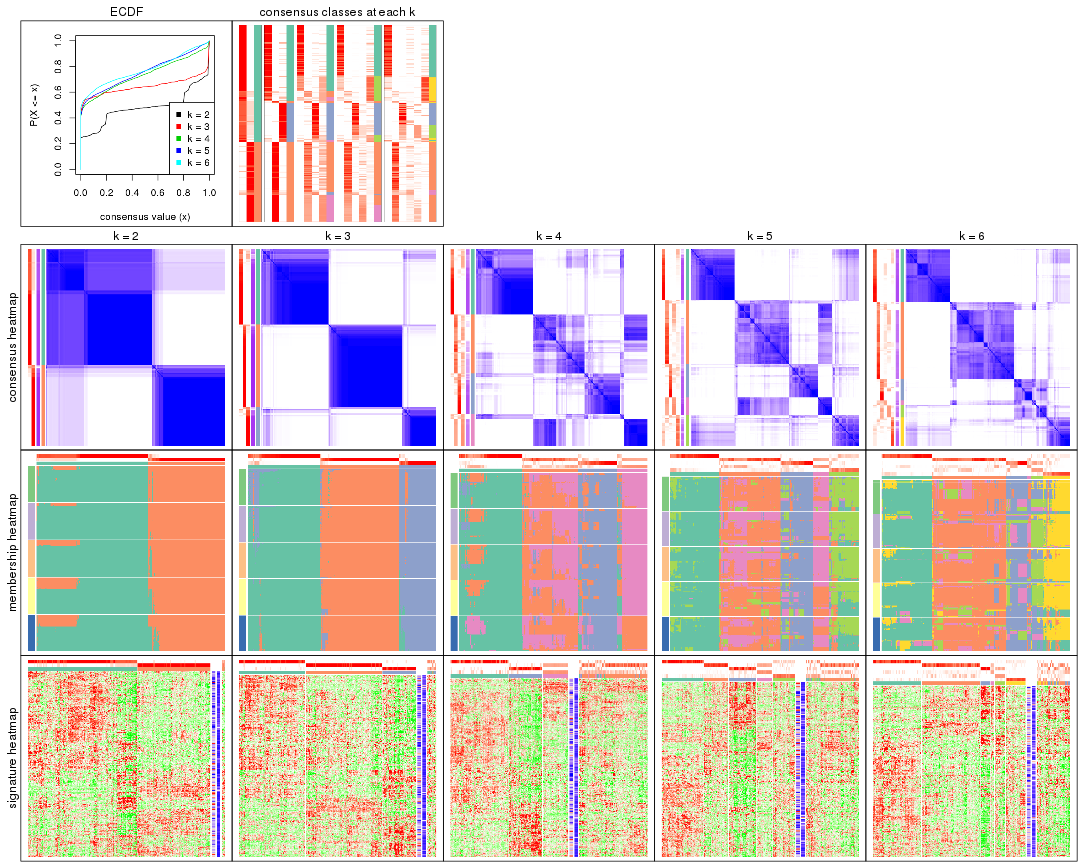 ECDF
consensus classes at each k
P(X <= x)
1.0
0.8
0.6
0.4
0.2
0.0
k = 2
k = 3
k = 4
k = 5
k = 6
0.0 0.2 0.4 0.6 0.8 1.0
consensus value (x)
k = 2
k = 3
k = 4
k = 5
k = 6
consensus heatmap
membership heatmap
signature heatmap